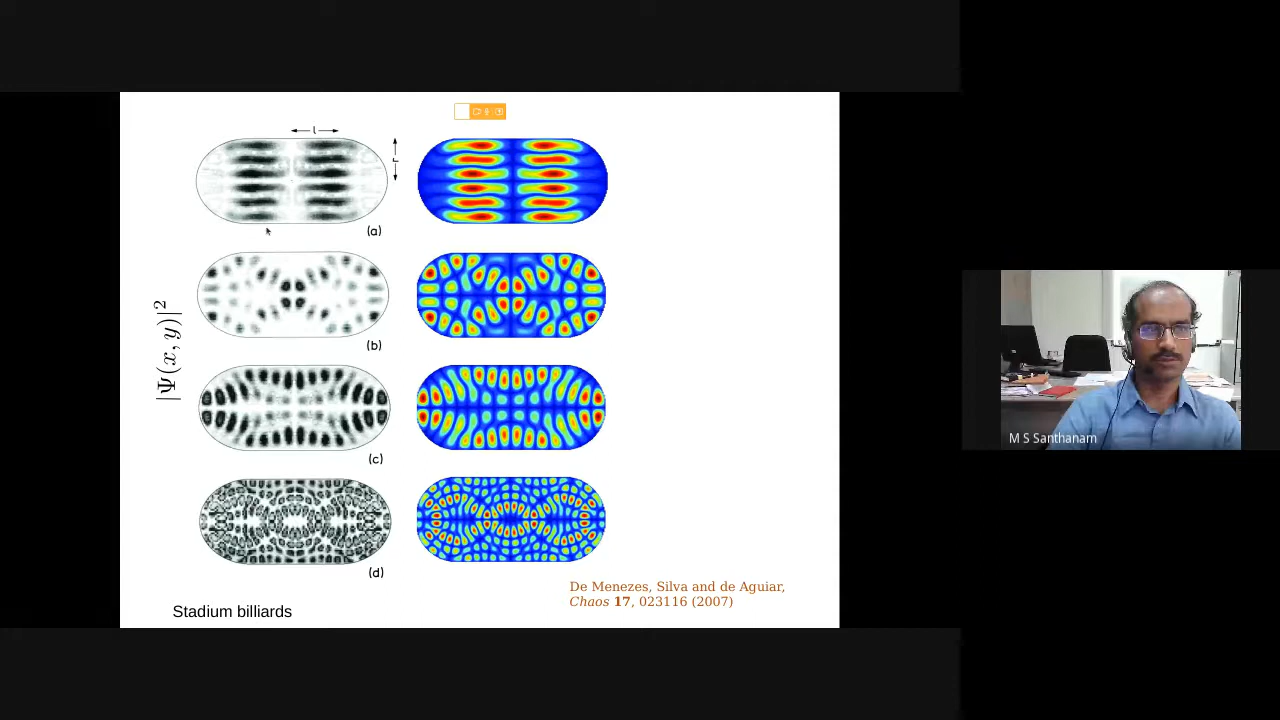 l
r
(a)
(b)
|Ψ(x, y)|²
(c)
(d)
De Menezes, Silva and de Aguiar,
Chaos 17, 023116 (2007)
Stadium billiards
M S Santhanam